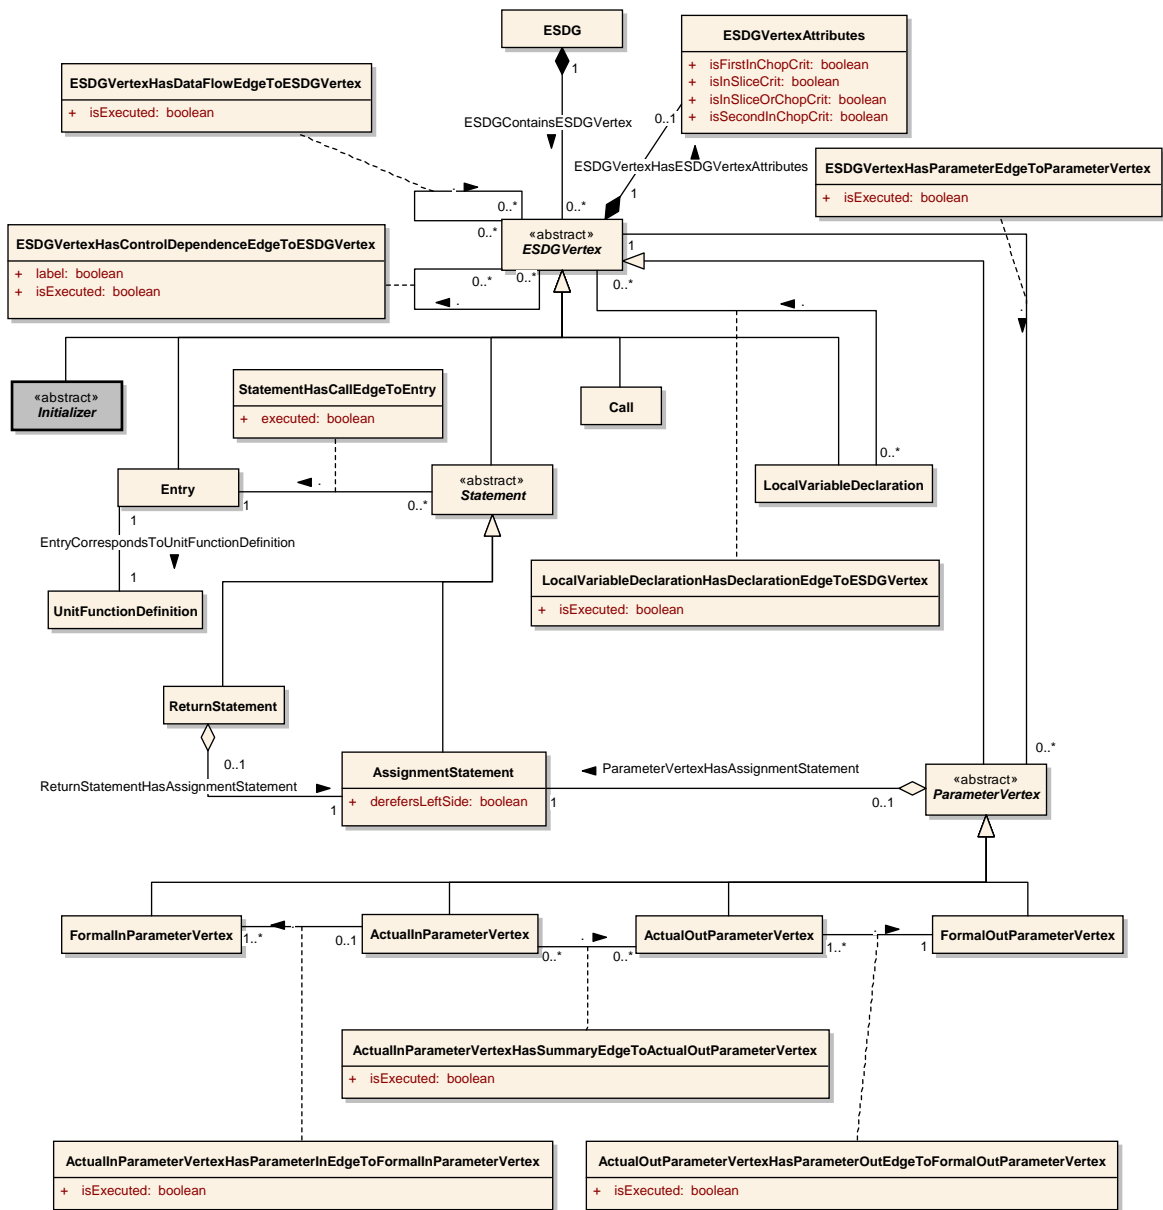 ESDG
1
ESDGVertexAttributes
+ isFirstInChopCrit: boolean
+ isInSliceCrit: boolean
+ isInSliceOrChopCrit: boolean
+ isSecondInChopCrit: boolean
ESDGVertexHasDataFlowEdgeToESDGVertex
+ isExecuted: boolean
ESDGContainsESDGVertex
0..1
ESDGVertexHasESDGVertexAttributes
1
ESDGVertexHasParameterEdgeToParameterVertex
+ isExecuted: boolean
0..*
0..*
0..*
«abstract»
ESDGVertex
1
ESDGVertexHasControlDependenceEdgeToESDGVertex
+ label: boolean
+ isExecuted: boolean
0..*
0..*
0..*
«abstract»
Initializer
StatementHasCallEdgeToEntry
+ executed: boolean
Call
0..*
Entry
1
«abstract»
Statement
0..*
LocalVariableDeclaration
1
EntryCorrespondsToUnitFunctionDefinition
1
UnitFunctionDefinition
LocalVariableDeclarationHasDeclarationEdgeToESDGVertex
+ isExecuted: boolean
ReturnStatement
0..1
ReturnStatementHasAssignmentStatement
1
AssignmentStatement
+ derefersLeftSide: boolean
1
ParameterVertexHasAssignmentStatement
0..1
0..*
«abstract»
ParameterVertex
FormalInParameterVertex
1..*
0..1
ActualInParameterVertex
0..*
0..*
ActualOutParameterVertex
1..*
1
FormalOutParameterVertex
ActualInParameterVertexHasSummaryEdgeToActualOutParameterVertex
+ isExecuted: boolean
ActualInParameterVertexHasParameterInEdgeToFormalInParameterVertex
+ isExecuted: boolean
ActualOutParameterVertexHasParameterOutEdgeToFormalOutParameterVertex
+ isExecuted: boolean